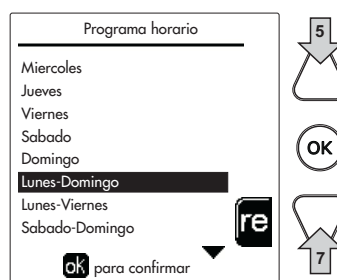 Programa horario
5
Miercoles
Jueves
Viernes
Sabado
Domingo
OK
Lunes-Domingo
Lunes-Viernes
Sabado-Domingo
re
ok para confirmar
7